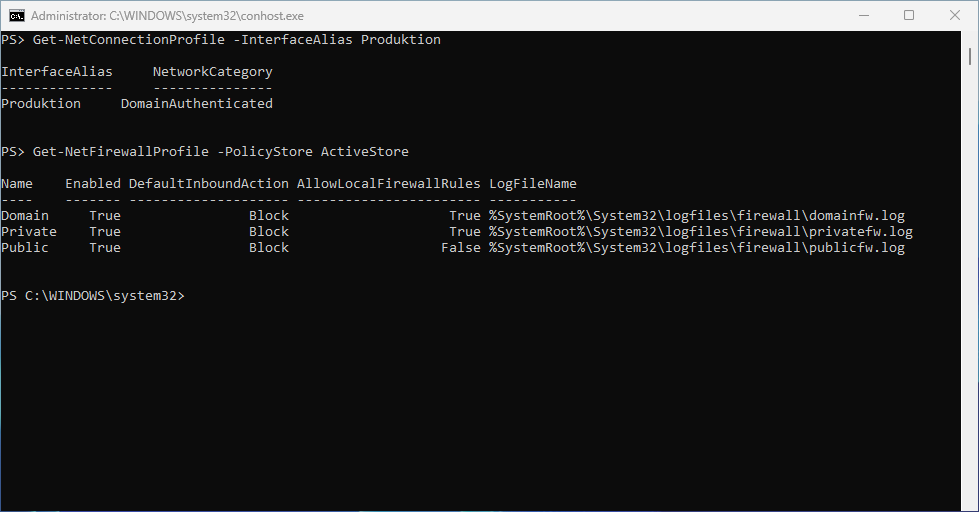 Administrator: C:\WINDOWS\system32\conhost.exe
PS> Get-NetConnectionProfile -InterfaceAlias Produktion
InterfaceAlias     NetworkCategory
--------------     ---------------
Produktion     DomainAuthenticated
PS> Get-NetFirewallProfile -PolicyStore ActiveStore
Name    Enabled DefaultInboundAction AllowLocalFirewallRules LogFileName
----    ------- -------------------- ----------------------- -----------
Domain     True                Block                    True %SystemRoot%\System32\logfiles\firewall\domainfw.log
Private    True                Block                    True %SystemRoot%\System32\logfiles\firewall\privatefw.log
Public     True                Block                   False %SystemRoot%\System32\logfiles\firewall\publicfw.log
PS C:\WINDOWS\system32>